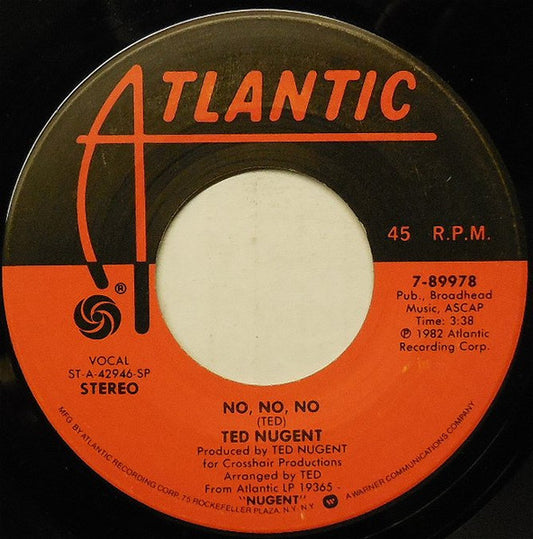 ATLANTIC
45 R.P.M.
®
7-89978
Pub., Broadhead
Music, ASCAP
Time: 3:38
℗ 1982 Atlantic
Recording Corp.
VOCAL
ST-A-42946-SP
STEREO
NO, NO, NO
(TED)
TED NUGENT
Produced by TED NUGENT
for Crosshair Productions
Arranged by TED
From Atlantic LP 19365 -
"NUGENT"
MFG. BY ATLANTIC RECORDING CORP. 75 ROCKEFELLER PLAZA, N.Y. N.Y. A WARNER COMMUNICATIONS COMPANY